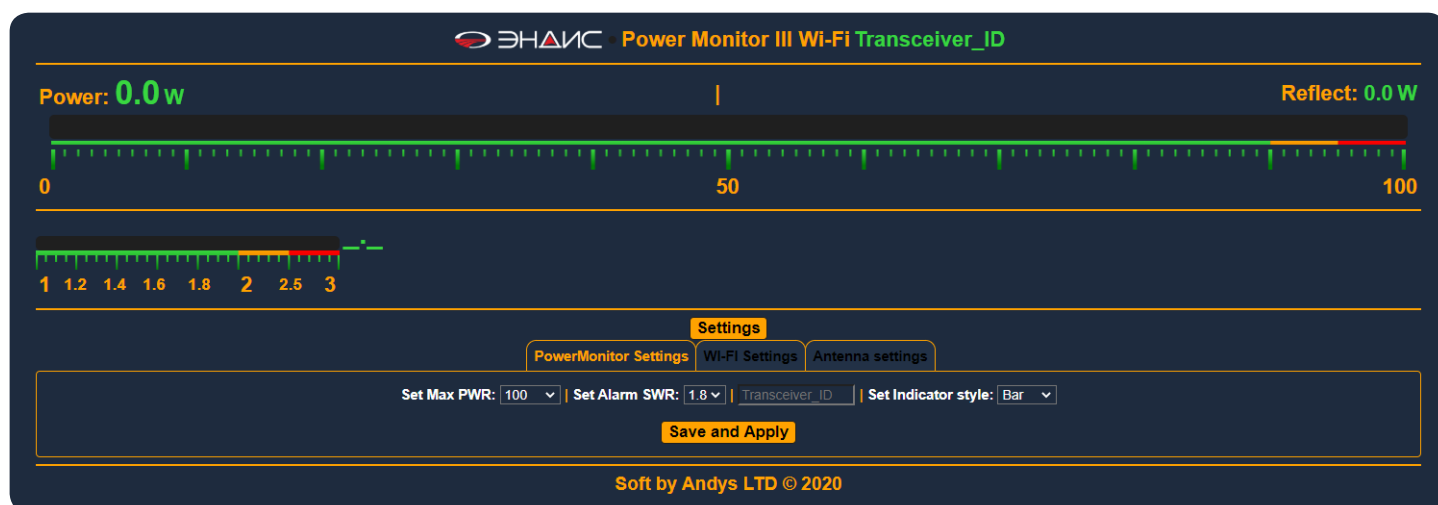 ЭНДИС • Power Monitor III Wi-Fi Transceiver_ID
Power: 0.0 W | Reflect: 0.0 W
0 50 100
–·–
1 1.2 1.4 1.6 1.8 2 2.5 3
Settings
PowerMonitor Settings WI-FI Settings Antenna settings
Set Max PWR: 100 | Set Alarm SWR: 1.8 | Transceiver_ID | Set Indicator style: Bar
Save and Apply
Soft by Andys LTD © 2020